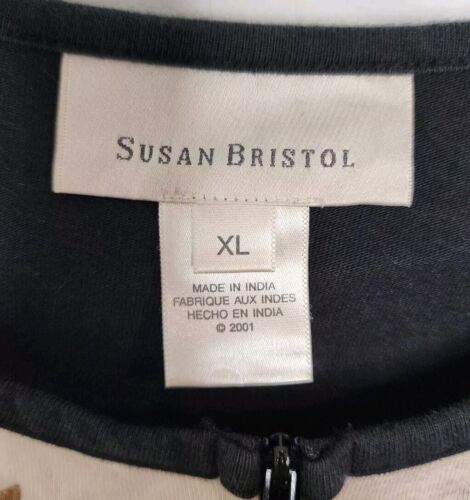 SUSAN BRISTOL
XL
MADE IN INDIA
FABRIQUE AUX INDES
HECHO EN INDIA
© 2001